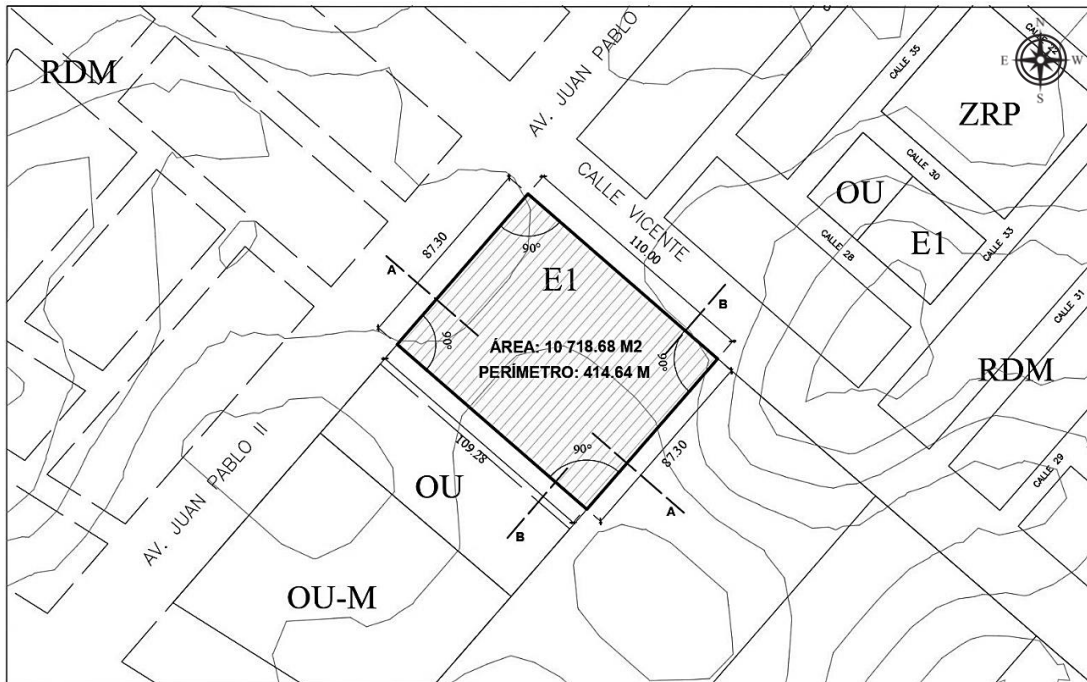 RDM
AV. JUAN PABLO
CALLE 35
N
E W
S
ZRP
CALLE VICENTE
CALLE 30
OU
CALLE 33
E1
CALLE 28
87.30
90°
110.00
A
E1
B
CALLE 31
90°
ÁREA: 10 718.68 M2
90°
PERÍMETRO: 414.64 M
RDM
109.28
90°
87.30
CALLE 29
OU
AV. JUAN PABLO II
A
B
OU-M